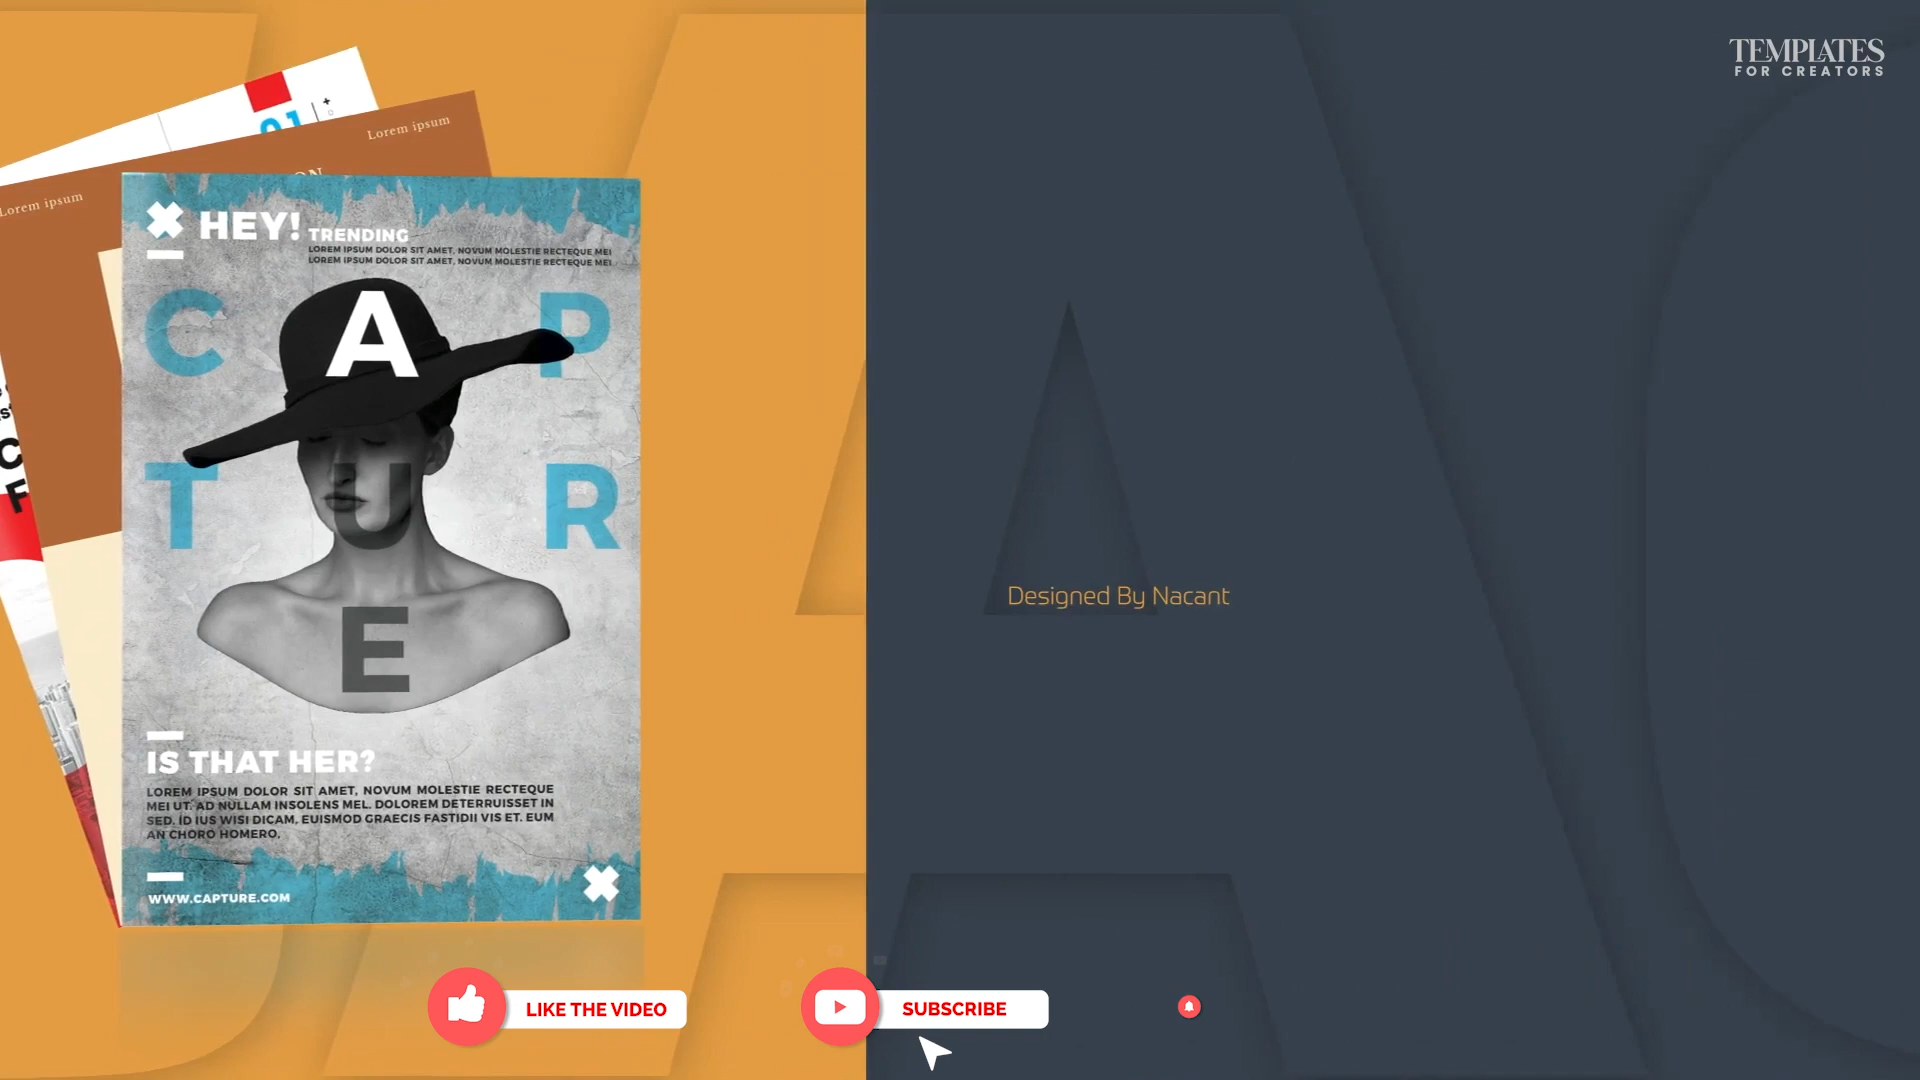 TEMPLATES
FOR CREATORS
01
Lorem ipsum
Lorem ipsum
HEY! TRENDING
LOREM IPSUM DOLOR SIT AMET, NOVUM MOLESTIE RECTEQUE MEI
LOREM IPSUM DOLOR SIT AMET, NOVUM MOLESTIE RECTEQUE MEI
C A P
T U R
E
IS THAT HER?
LOREM IPSUM DOLOR SIT AMET, NOVUM MOLESTIE RECTEQUE
MEI UT. AD NULLAM INSOLENS MEL. DOLOREM DETERRUISSET IN
SED. ID IUS WISI DICAM, EUISMOD GRAECIS FASTIDII VIS ET. EUM
AN CHORO HOMERO,
WWW.CAPTURE.COM
Designed By Nacant
LIKE THE VIDEO
SUBSCRIBE